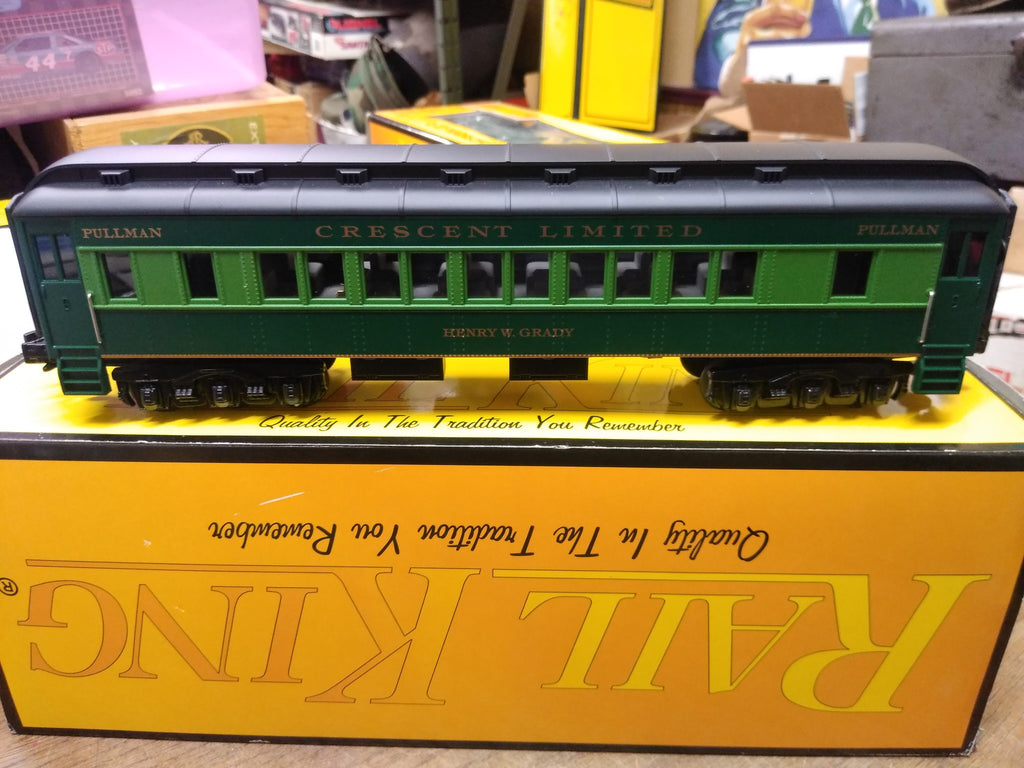 44
STP
PULLMAN
CRESCENT LIMITED
PULLMAN
HENRY W. GRADY
Quality In The Tradition You Remember
Quality In The Tradition You Remember
RAIL KING ®